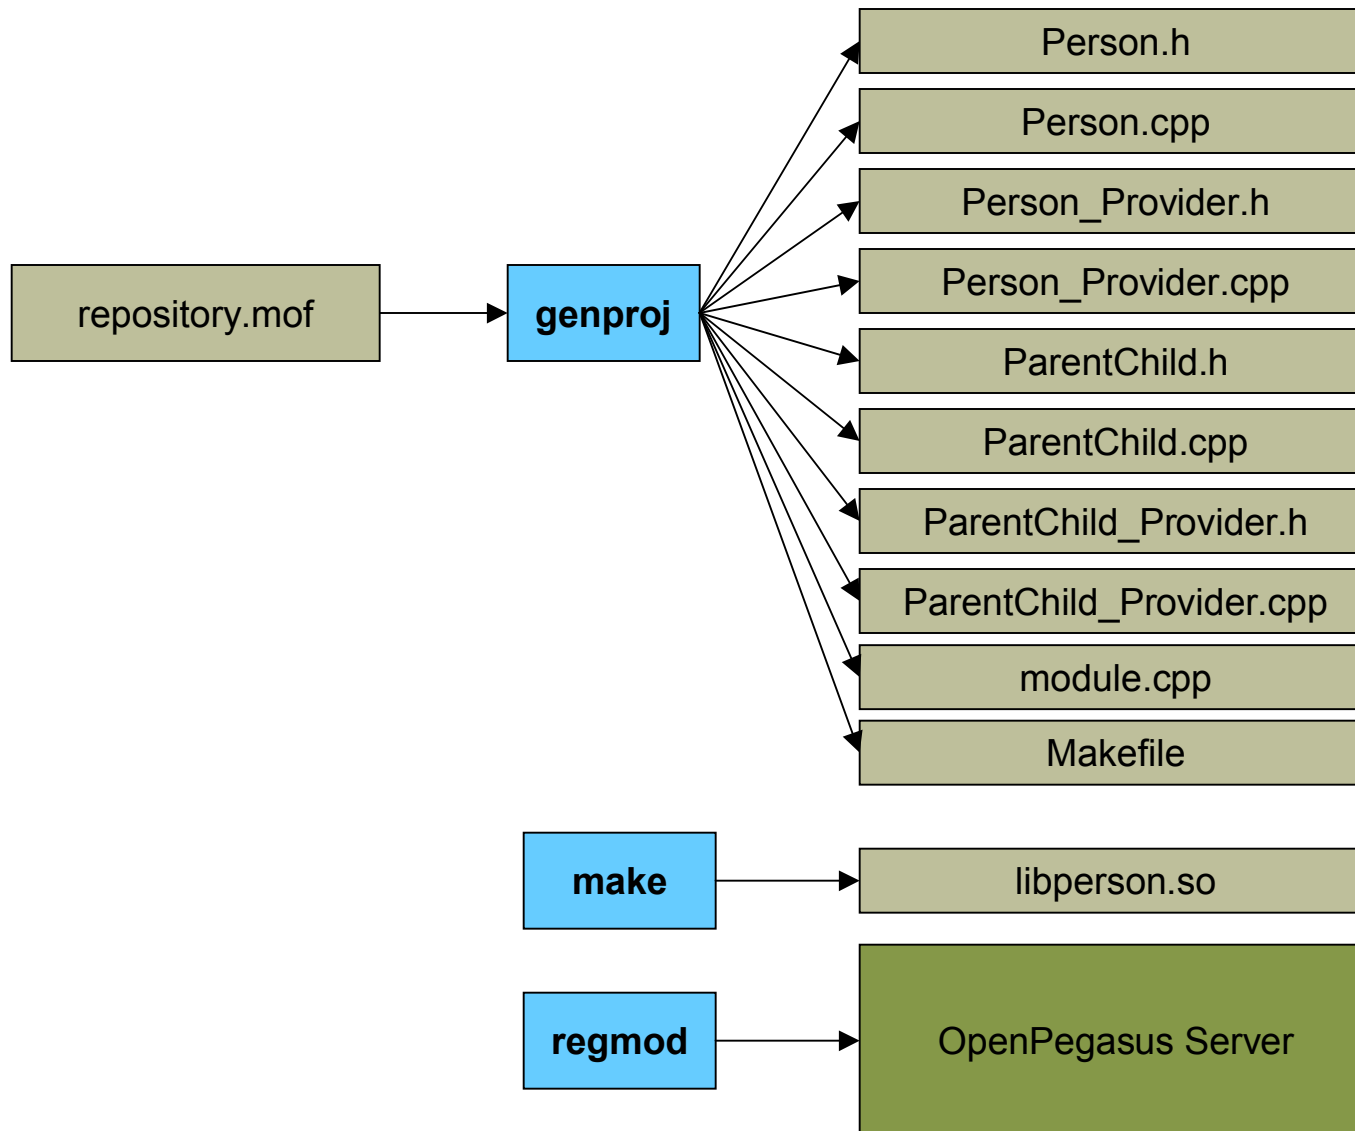 Person.h
Person.cpp
Person_Provider.h
repository.mof
genproj
Person_Provider.cpp
ParentChild.h
ParentChild.cpp
ParentChild_Provider.h
ParentChild_Provider.cpp
module.cpp
Makefile
make
libperson.so
regmod
OpenPegasus Server